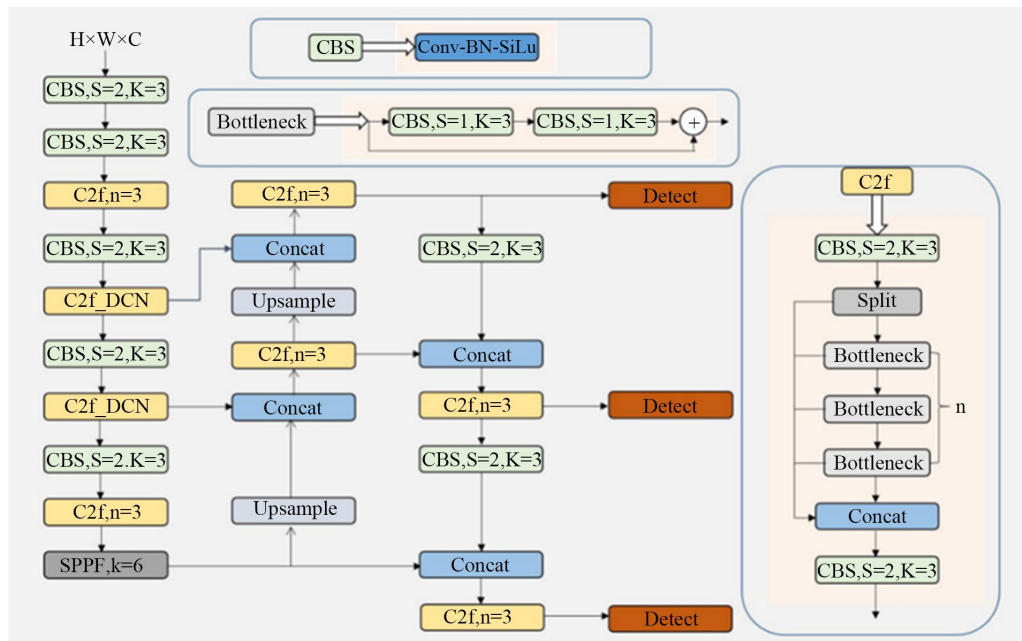 H×W×C
CBS,S=2,K=3
CBS,S=2,K=3
C2f,n=3
CBS,S=2,K=3
C2f_DCN
CBS,S=2,K=3
C2f_DCN
CBS,S=2.K=3
C2f,n=3
SPPF,k=6
CBS
Conv-BN-SiLu
Bottleneck
CBS,S=1,K=3
CBS,S=1,K=3
+
C2f,n=3
Concat
Upsample
C2f,n=3
Concat
Upsample
Detect
CBS,S=2,K=3
Concat
C2f,n=3
Detect
CBS,S=2,K=3
Concat
C2f,n=3
Detect
C2f
CBS,S=2,K=3
Split
Bottleneck
Bottleneck
n
Bottleneck
Concat
CBS,S=2,K=3